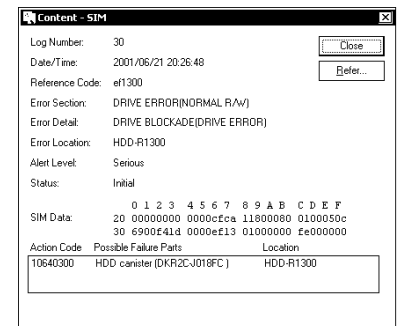 Content - SIM
Log Number: 30
Close
Date/Time: 2001/06/21 20:26:48
Refer...
Reference Code: ef1300
Error Section: DRIVE ERROR(NORMAL R/W)
Error Detail: DRIVE BLOCKADE(DRIVE ERROR)
Error Location: HDD-R1300
Alert Level: Serious
Status: Initial
0 1 2 3 4 5 6 7 8 9 A B C D E F
SIM Data: 20 00000000 0000cfca 11800080 0100050c
30 6900f41d 0000ef13 01000000 fe000000
Action Code Possible Failure Parts Location
10640300 HDD canister (DKR2C-J018FC ) HDD-R1300